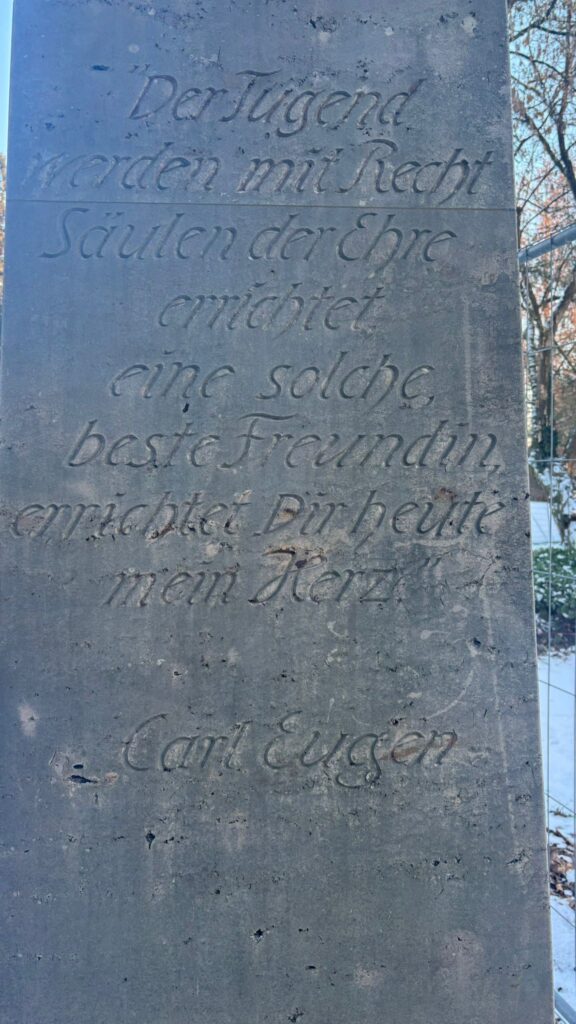 "Der Tugend
werden mit Recht
Säulen der Ehre
errichtet
eine solche,
beste Freundin,
errichtet Dir heute
mein Herz."
Carl Eugen